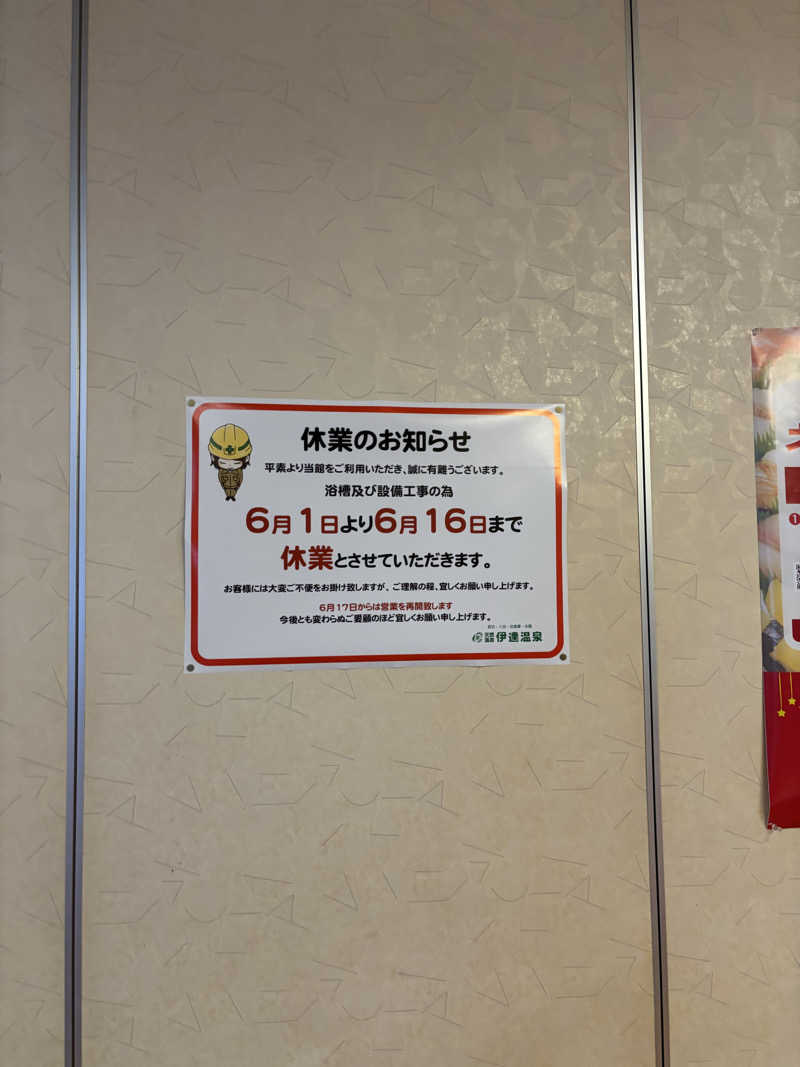 休業のお知らせ
平素より当館をご利用いただき、誠に有難うございます。
浴槽及び設備工事の為
6月1日より6月16日まで
休業とさせていただきます。
お客様には大変ご不便をお掛け致しますが、ご理解の程、宜しくお願い申し上げます。
6月17日からは営業を再開致します
今後とも変わらぬご愛顧のほど宜しくお願い申し上げます。
天然温泉 伊達温泉